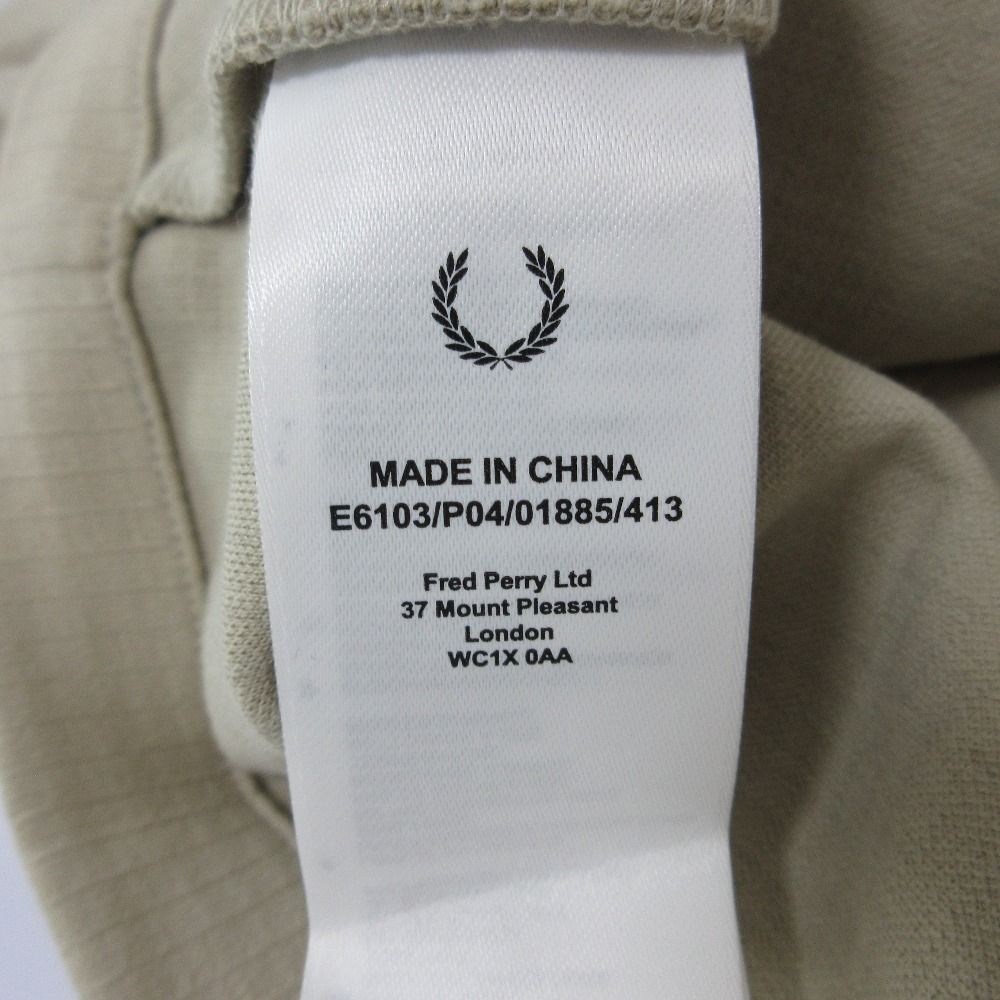 MADE IN CHINA
E6103/P04/01885/413
Fred Perry Ltd
37 Mount Pleasant
London
WC1X 0AA